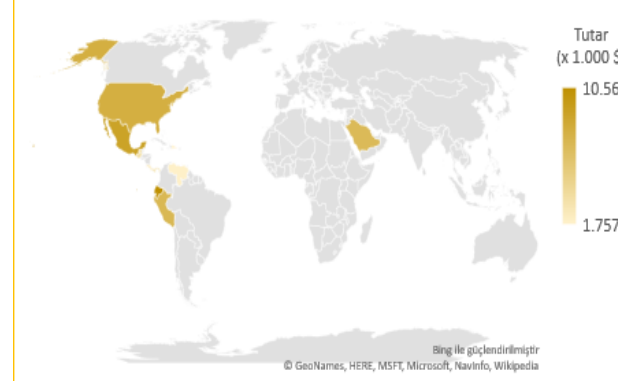 Tutar
(x 1.000 $
10.56
1.757
Bing ile güçlendirilmiştir
© GeoNames, HERE, MSFT, Microsoft, NavInfo, Wikipedia